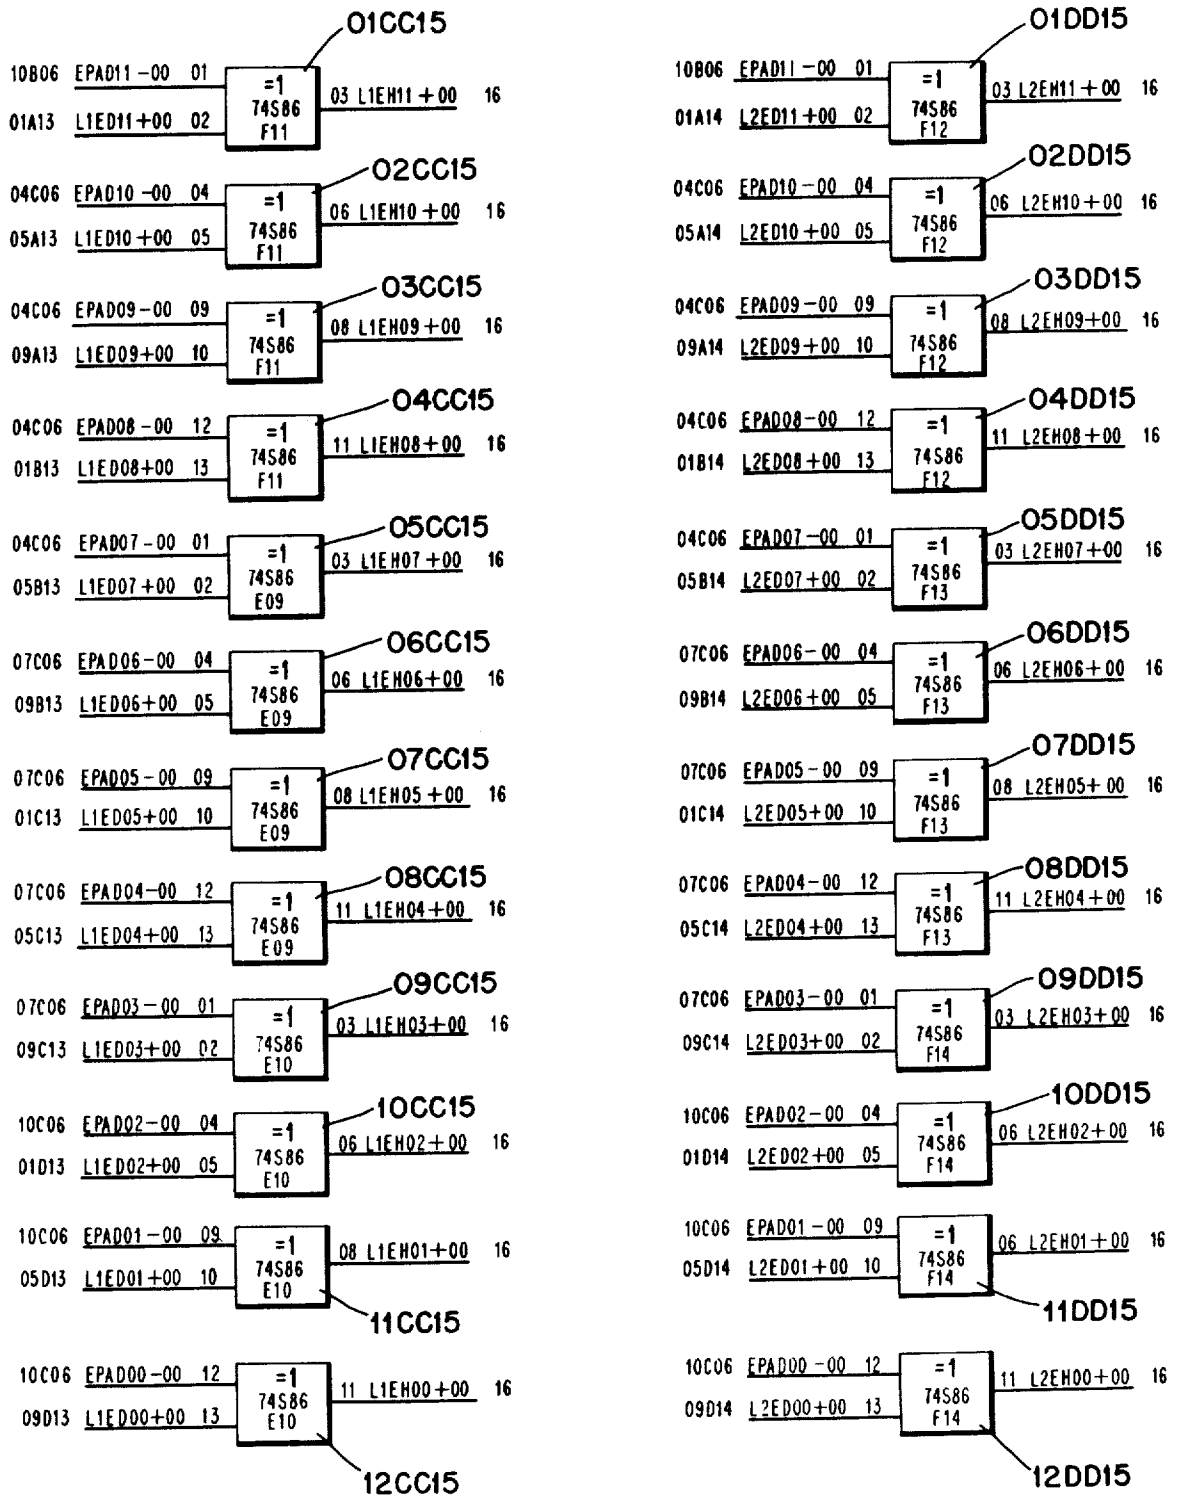 01CC15
10B06 EPAD11-00 01
=1
03 L1EH11+00 16
01A13 L1ED11+00 02
74S86
F11
02CC15
04C06 EPAD10-00 04
=1
06 L1EH10+00 16
05A13 L1ED10+00 05
74S86
F11
03CC15
04C06 EPAD09-00 09
=1
08 L1EH09+00 16
09A13 L1ED09+00 10
74S86
F11
04CC15
04C06 EPAD08-00 12
=1
11 L1EH08+00 16
01B13 L1ED08+00 13
74S86
F11
05CC15
04C06 EPAD07-00 01
=1
03 L1EH07+00 16
05B13 L1ED07+00 02
74S86
E09
06CC15
07C06 EPAD06-00 04
=1
06 L1EH06+00 16
09B13 L1ED06+00 05
74S86
E09
07CC15
07C06 EPAD05-00 09
=1
08 L1EH05+00 16
01C13 L1ED05+00 10
74S86
E09
08CC15
07C06 EPAD04-00 12
=1
11 L1EH04+00 16
05C13 L1ED04+00 13
74S86
E09
09CC15
07C06 EPAD03-00 01
=1
03 L1EH03+00 16
09C13 L1ED03+00 02
74S86
E10
10CC15
10C06 EPAD02-00 04
=1
06 L1EH02+00 16
01D13 L1ED02+00 05
74S86
E10
10C06 EPAD01-00 09
=1
08 L1EH01+00 16
05D13 L1ED01+00 10
74S86
E10
11CC15
10C06 EPAD00-00 12
=1
11 L1EH00+00 16
09D13 L1ED00+00 13
74S86
E10
12CC15
01DD15
10B06 EPAD11-00 01
=1
03 L2EH11+00 16
01A14 L2ED11+00 02
74S86
F12
02DD15
04C06 EPAD10-00 04
=1
06 L2EH10+00 16
05A14 L2ED10+00 05
74S86
F12
03DD15
04C06 EPAD09-00 09
=1
08 L2EH09+00 16
09A14 L2ED09+00 10
74S86
F12
04DD15
04C06 EPAD08-00 12
=1
11 L2EH08+00 16
01B14 L2ED08+00 13
74S86
F12
05DD15
04C06 EPAD07-00 01
=1
03 L2EH07+00 16
05B14 L2ED07+00 02
74S86
F13
06DD15
07C06 EPAD06-00 04
=1
06 L2EH06+00 16
09B14 L2ED06+00 05
74S86
F13
07DD15
07C06 EPAD05-00 09
=1
08 L2EH05+00 16
01C14 L2ED05+00 10
74S86
F13
08DD15
07C06 EPAD04-00 12
=1
11 L2EH04+00 16
05C14 L2ED04+00 13
74S86
F13
09DD15
07C06 EPAD03-00 01
=1
03 L2EH03+00 16
09C14 L2ED03+00 02
74S86
F14
10DD15
10C06 EPAD02-00 04
=1
06 L2EH02+00 16
01D14 L2ED02+00 05
74S86
F14
10C06 EPAD01-00 09
=1
06 L2EH01+00 16
05D14 L2ED01+00 10
74S86
F14
11DD15
10C06 EPAD00-00 12
=1
11 L2EH00+00 16
09D14 L2ED00+00 13
74S86
F14
12DD15